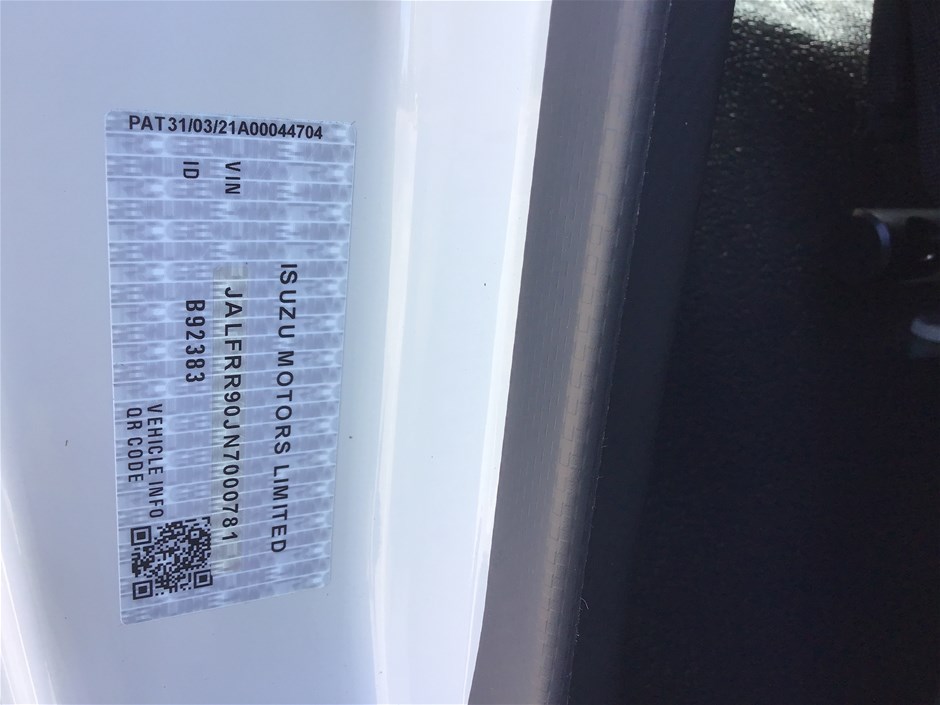 PAT31/03/21A00044704
ISUZU MOTORS LIMITED
VIN JALFRR90JN7000781
ID B92383
VEHICLE INFO
QR CODE